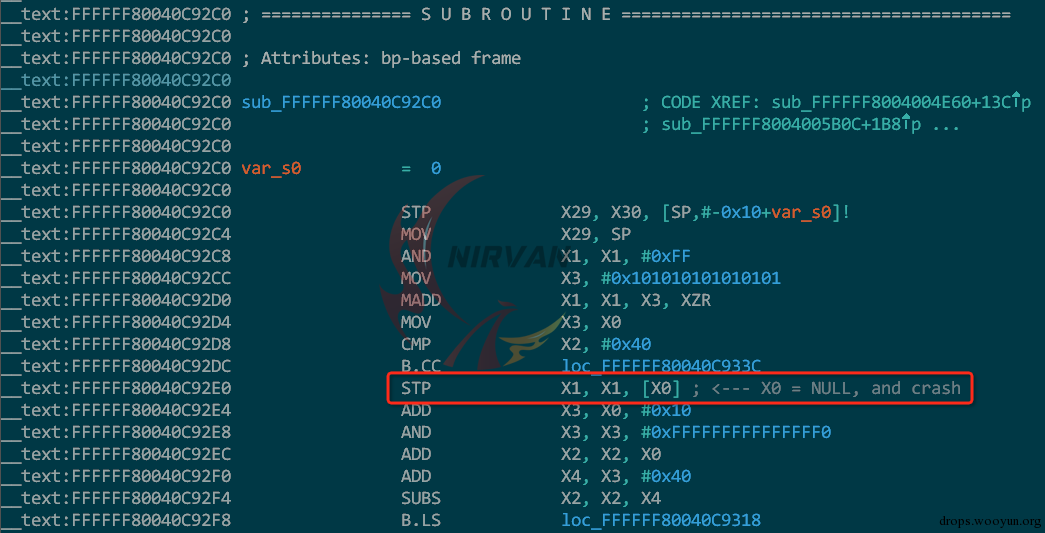 __text:FFFFFF80040C92C0 ; =============== S U B R O U T I N E =======================================
__text:FFFFFF80040C92C0
__text:FFFFFF80040C92C0 ; Attributes: bp-based frame
__text:FFFFFF80040C92C0
__text:FFFFFF80040C92C0 sub_FFFFFF80040C92C0 ; CODE XREF: sub_FFFFFF8004004E60+13C↑p
__text:FFFFFF80040C92C0 ; sub_FFFFFF8004005B0C+1B8↑p ...
__text:FFFFFF80040C92C0
__text:FFFFFF80040C92C0 var_s0 = 0
__text:FFFFFF80040C92C0
__text:FFFFFF80040C92C0 STP X29, X30, [SP,#-0x10+var_s0]!
__text:FFFFFF80040C92C4 MOV X29, SP
__text:FFFFFF80040C92C8 AND X1, X1, #0xFF
__text:FFFFFF80040C92CC MOV X3, #0x101010101010101
__text:FFFFFF80040C92D0 MADD X1, X1, X3, XZR
__text:FFFFFF80040C92D4 MOV X3, X0
__text:FFFFFF80040C92D8 CMP X2, #0x40
__text:FFFFFF80040C92DC B.CC loc_FFFFFF80040C933C
__text:FFFFFF80040C92E0 STP X1, X1, [X0] ; <--- X0 = NULL, and crash
__text:FFFFFF80040C92E4 ADD X3, X0, #0x10
__text:FFFFFF80040C92E8 AND X3, X3, #0xFFFFFFFFFFFFFFF0
__text:FFFFFF80040C92EC ADD X2, X2, X0
__text:FFFFFF80040C92F0 ADD X4, X3, #0x40
__text:FFFFFF80040C92F4 SUBS X2, X2, X4
__text:FFFFFF80040C92F8 B.LS loc_FFFFFF80040C9318
NIRVAN
drops.wooyun.org